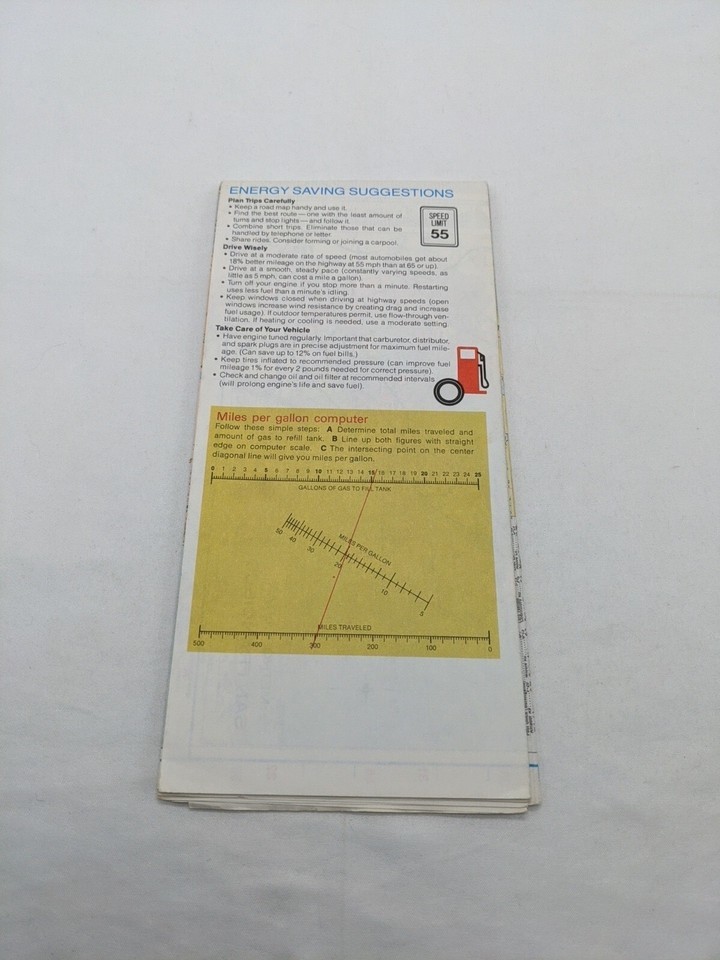 ENERGY SAVING SUGGESTIONS
Plan Trips Carefully
• Keep a road map handy and use it.
• Find the best route—one with the least amount of
turns and stop lights—and follow it.
• Combine short trips. Eliminate those that can be
handled by telephone or letter.
• Share rides. Consider forming or joining a carpool.
SPEED
LIMIT
55
Drive Wisely
• Drive at a moderate rate of speed (most automobiles get about
18% better mileage on the highway at 55 mph than at 65 or up).
• Drive at a smooth, steady pace (constantly varying speeds, as
little as 5 mph, can cost a mile a gallon).
• Turn off your engine if you stop more than a minute. Restarting
uses less fuel than a minute's idling.
• Keep windows closed when driving at highway speeds (open
windows increase wind resistance by creating drag and increase
fuel usage). If outdoor temperatures permit, use flow-through ven-
tilation. If heating or cooling is needed, use a moderate setting.
Take Care of Your Vehicle
• Have engine tuned regularly. Important that carburetor, distributor,
and spark plugs are in precise adjustment for maximum fuel mile-
age. (Can save up to 12% on fuel bills.)
• Keep tires inflated to recommended pressure (can improve fuel
mileage 1% for every 2 pounds needed for correct pressure).
• Check and change oil and oil filter at recommended intervals
(will prolong engine's life and save fuel).
Miles per gallon computer
Follow these simple steps: A Determine total miles traveled and
amount of gas to refill tank. B Line up both figures with straight
edge on computer scale. C The intersecting point on the center
diagonal line will give you miles per gallon.
0 1 2 3 4 5 6 7 8 9 10 11 12 13 14 15 16 17 18 19 20 21 22 23 24 25
GALLONS OF GAS TO FILL TANK
MILES PER GALLON
50 40 30 20 10 5
MILES TRAVELED
500 400 300 200 100 0